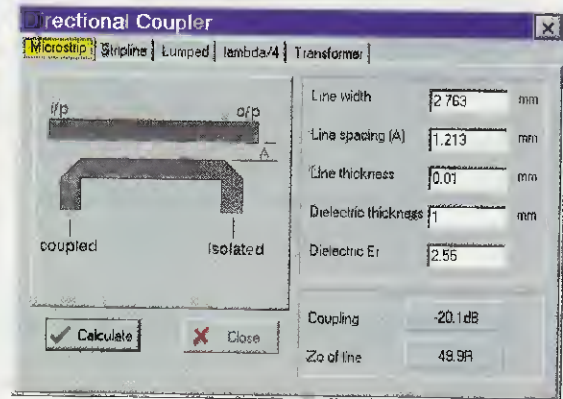 Directional Coupler
Microstrip Stripline Lumped lambda/4 Transformer
i/p o/p
A
coupled isolated
Line width 2.763 mm
Line spacing (A) 1.213 mm
Line thickness 0.01 mm
Dielectric thickness 1 mm
Dielectric Er 2.55
Calculate Close
Coupling -20.1dB
Zo of line 49.9R